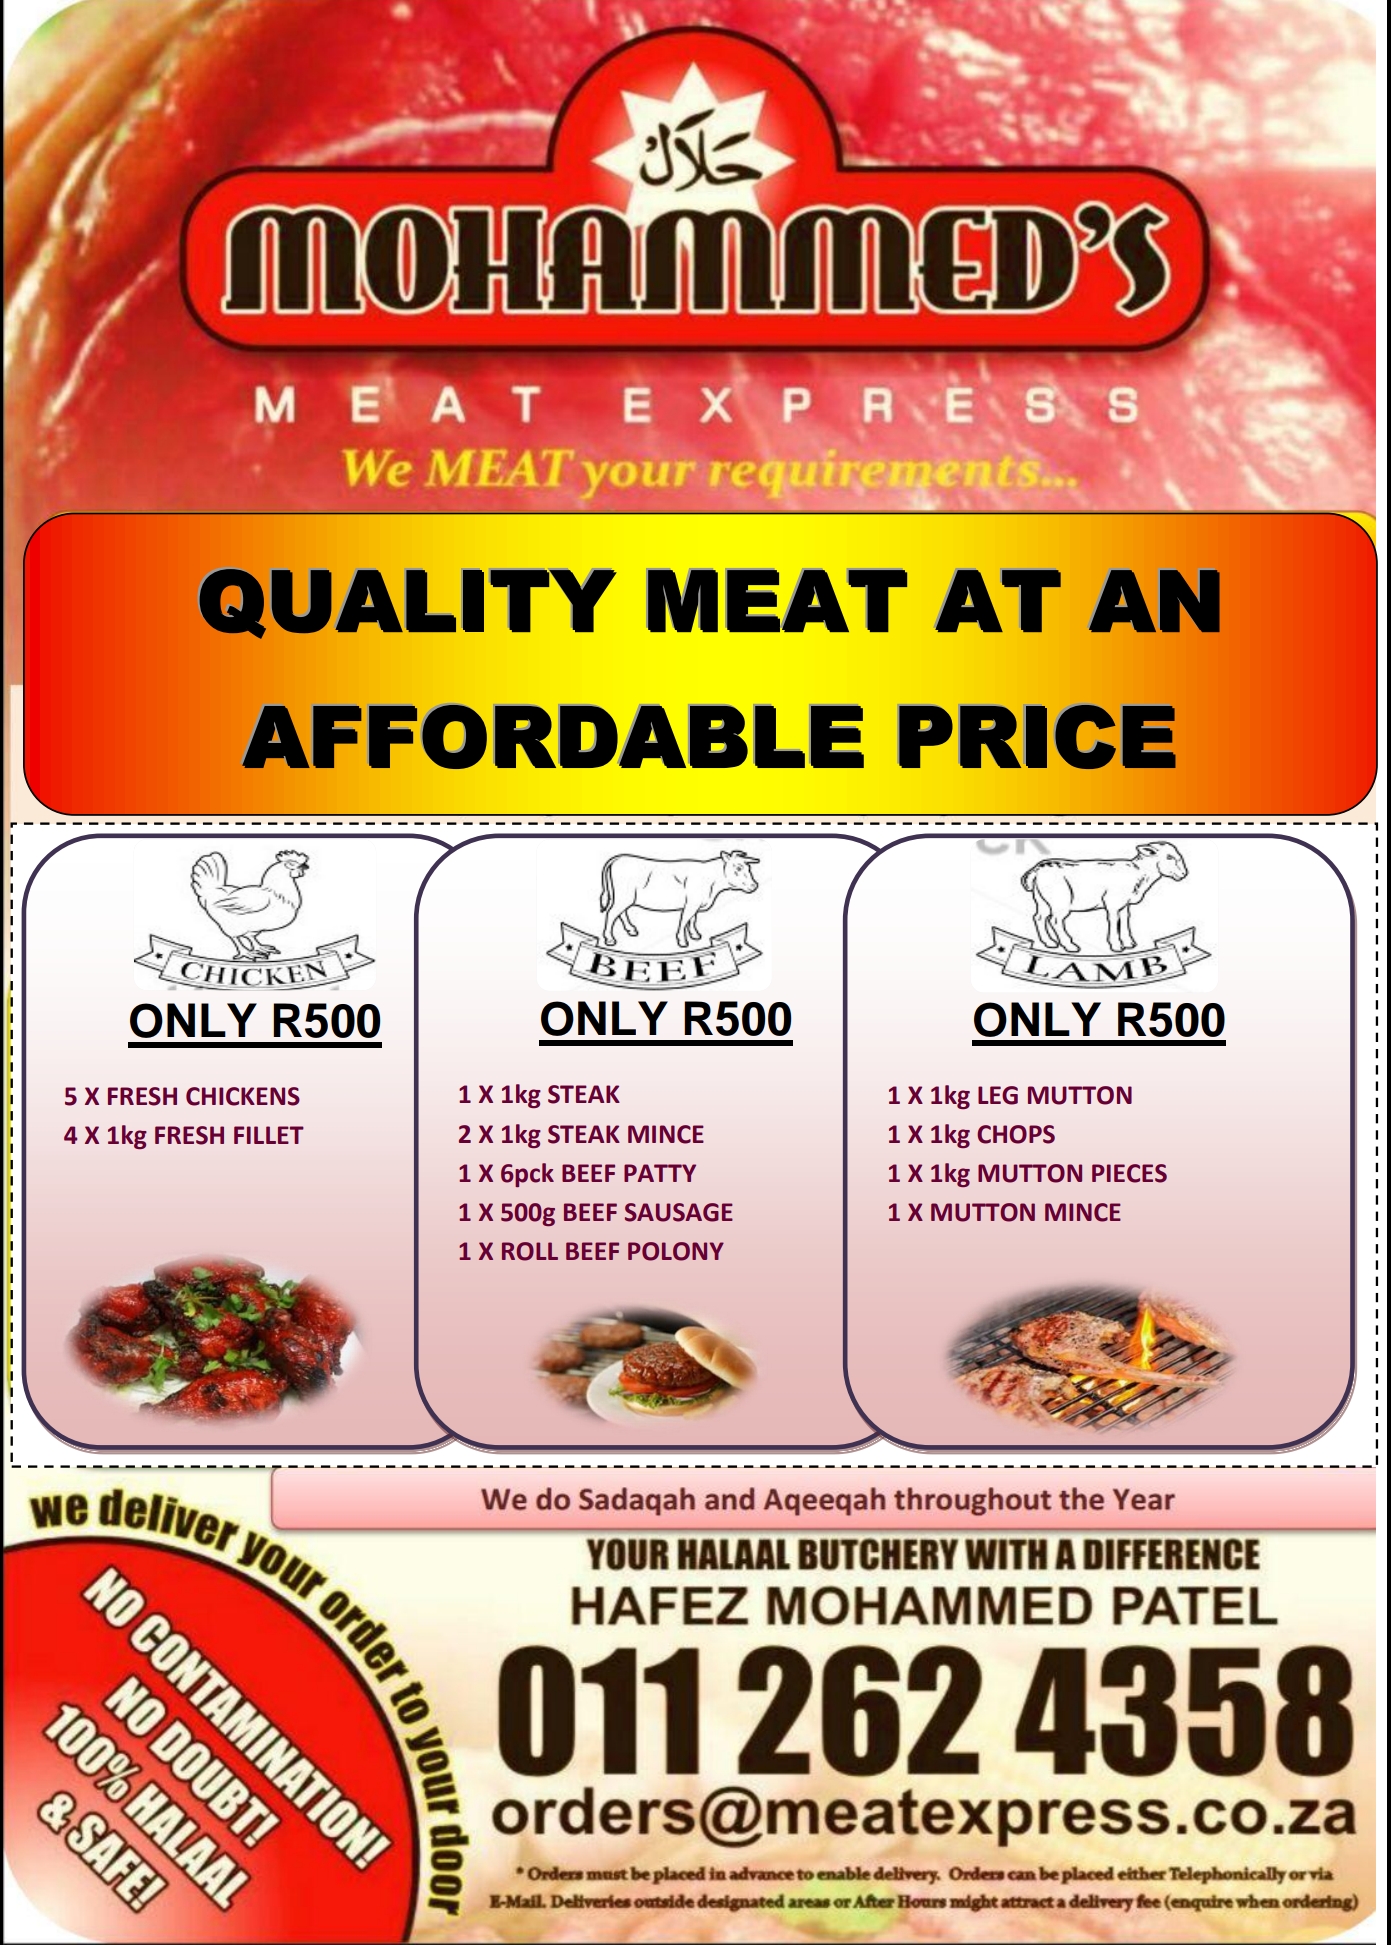 حَلَال
MOHAMMED'S
MEAT EXPRESS
We MEAT your requirements...
QUALITY MEAT AT AN
AFFORDABLE PRICE
CHICKEN
ONLY R500
5 X FRESH CHICKENS
4 X 1kg FRESH FILLET
BEEF
ONLY R500
1 X 1kg STEAK
2 X 1kg STEAK MINCE
1 X 6pck BEEF PATTY
1 X 500g BEEF SAUSAGE
1 X ROLL BEEF POLONY
LAMB
ONLY R500
1 X 1kg LEG MUTTON
1 X 1kg CHOPS
1 X 1kg MUTTON PIECES
1 X MUTTON MINCE
We do Sadaqah and Aqeeqah throughout the Year
we deliver your order to your door
NO CONTAMINATION!
NO DOUBT!
100% HALAAL
& SAFE!
YOUR HALAAL BUTCHERY WITH A DIFFERENCE
HAFEZ MOHAMMED PATEL
011 262 4358
orders@meatexpress.co.za
* Orders must be placed in advance to enable delivery. Orders can be placed either Telephonically or via
E-Mail. Deliveries outside designated areas or After Hours might attract a delivery fee (enquire when ordering)